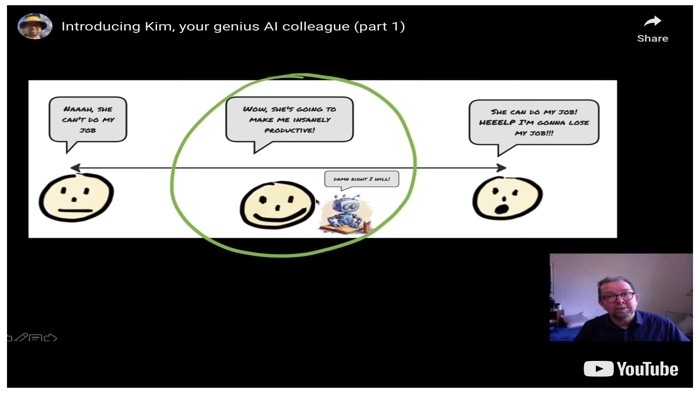 Introducing Kim, your genius AI colleague (part 1)
Share
NAAAH, SHE
CAN'T DO MY
JOB
WOW, SHE'S GOING TO
MAKE ME INSANELY
PRODUCTIVE!
SHE CAN DO MY JOB!
HEEELP I'M GONNA LOSE
MY JOB!!!
DAMN RIGHT I WILL!
YouTube